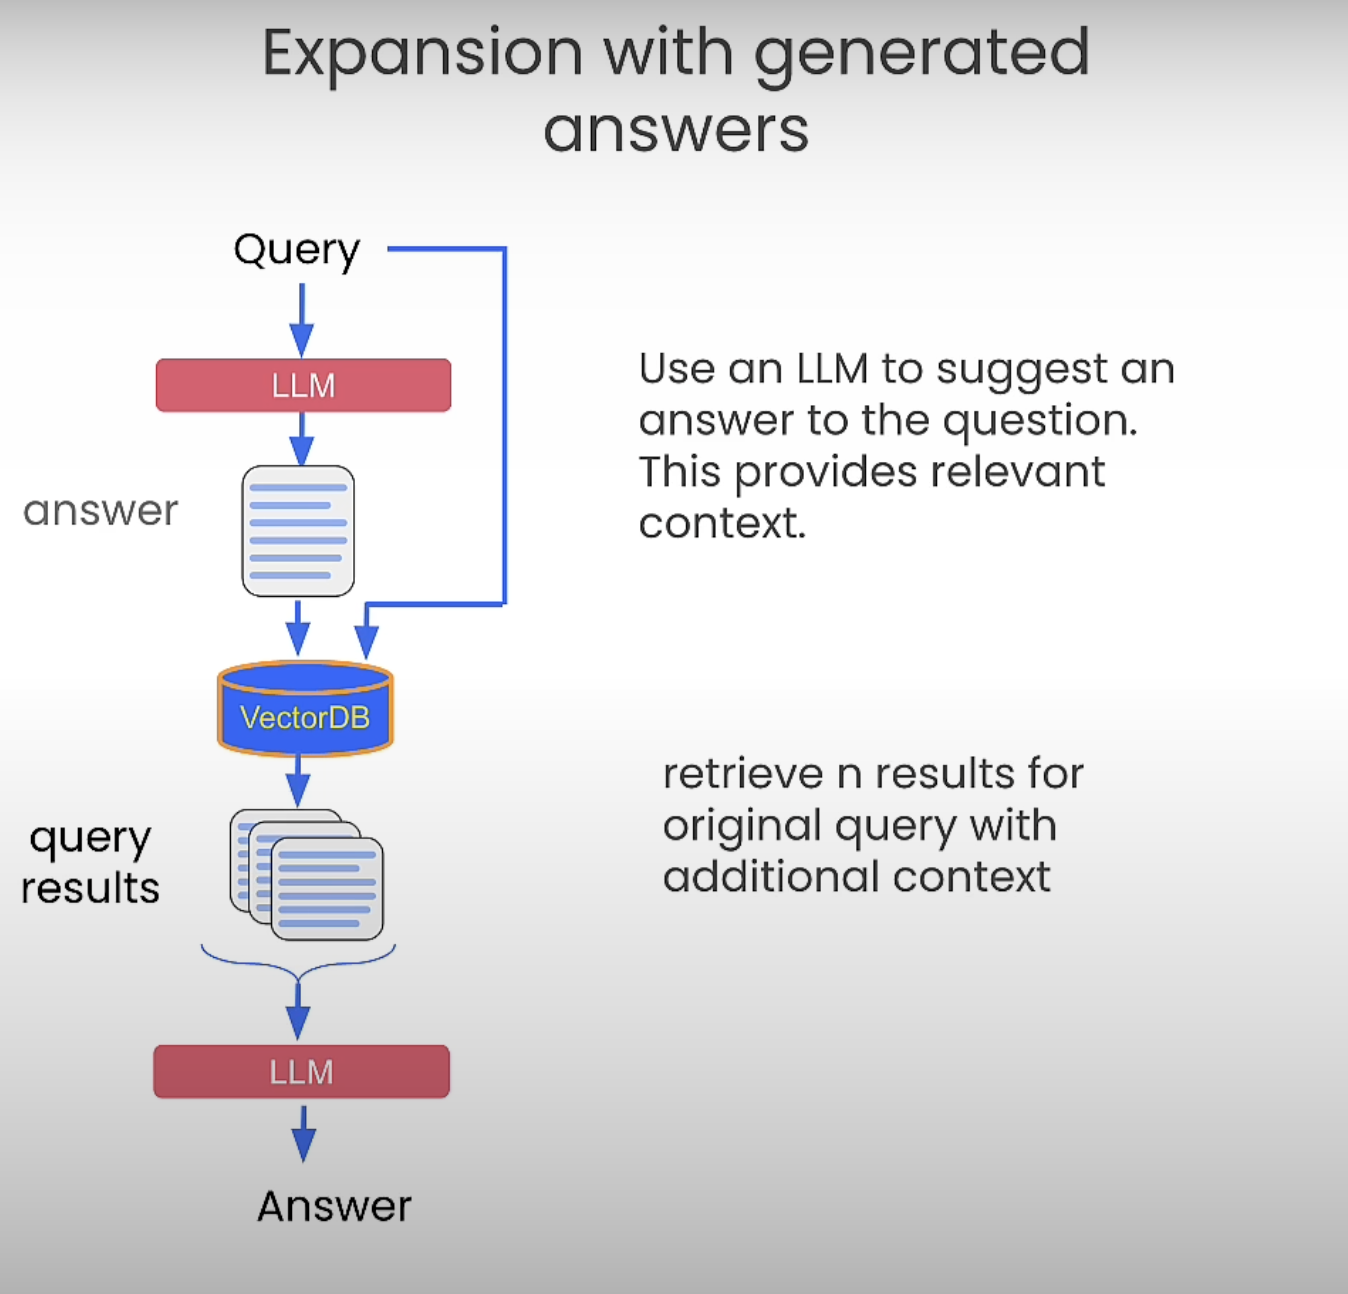 Expansion with generated
answers
Query
LLM
Use an LLM to suggest an
answer to the question.
This provides relevant
context.
answer
VectorDB
retrieve n results for
original query with
additional context
query
results
LLM
Answer